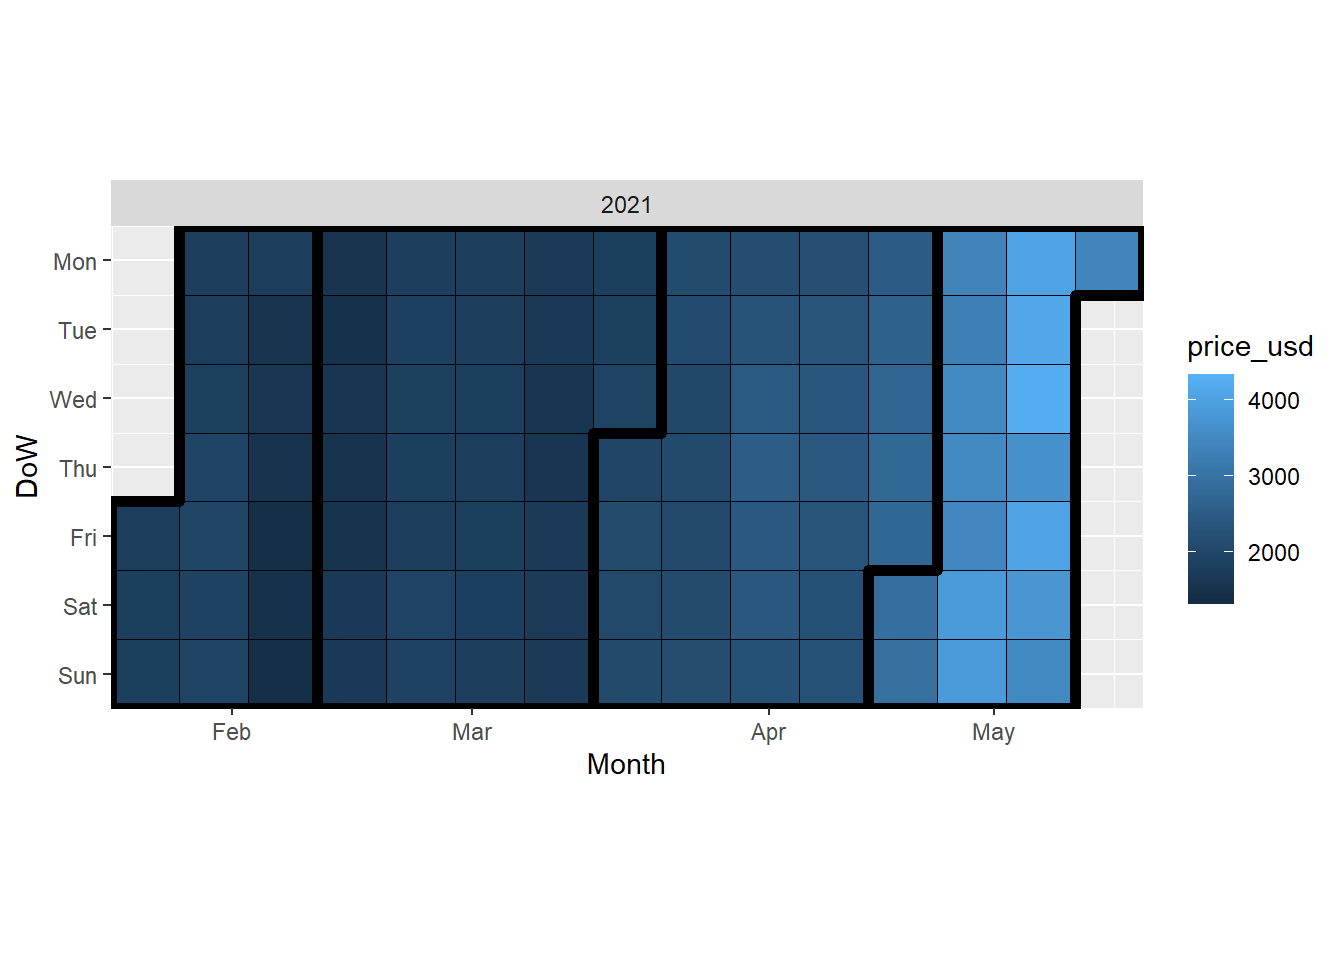 2021
Mon
Tue
Wed
Thu
Fri
Sat
Sun
DoW
Feb Mar Apr May
Month
price_usd
4000
3000
2000